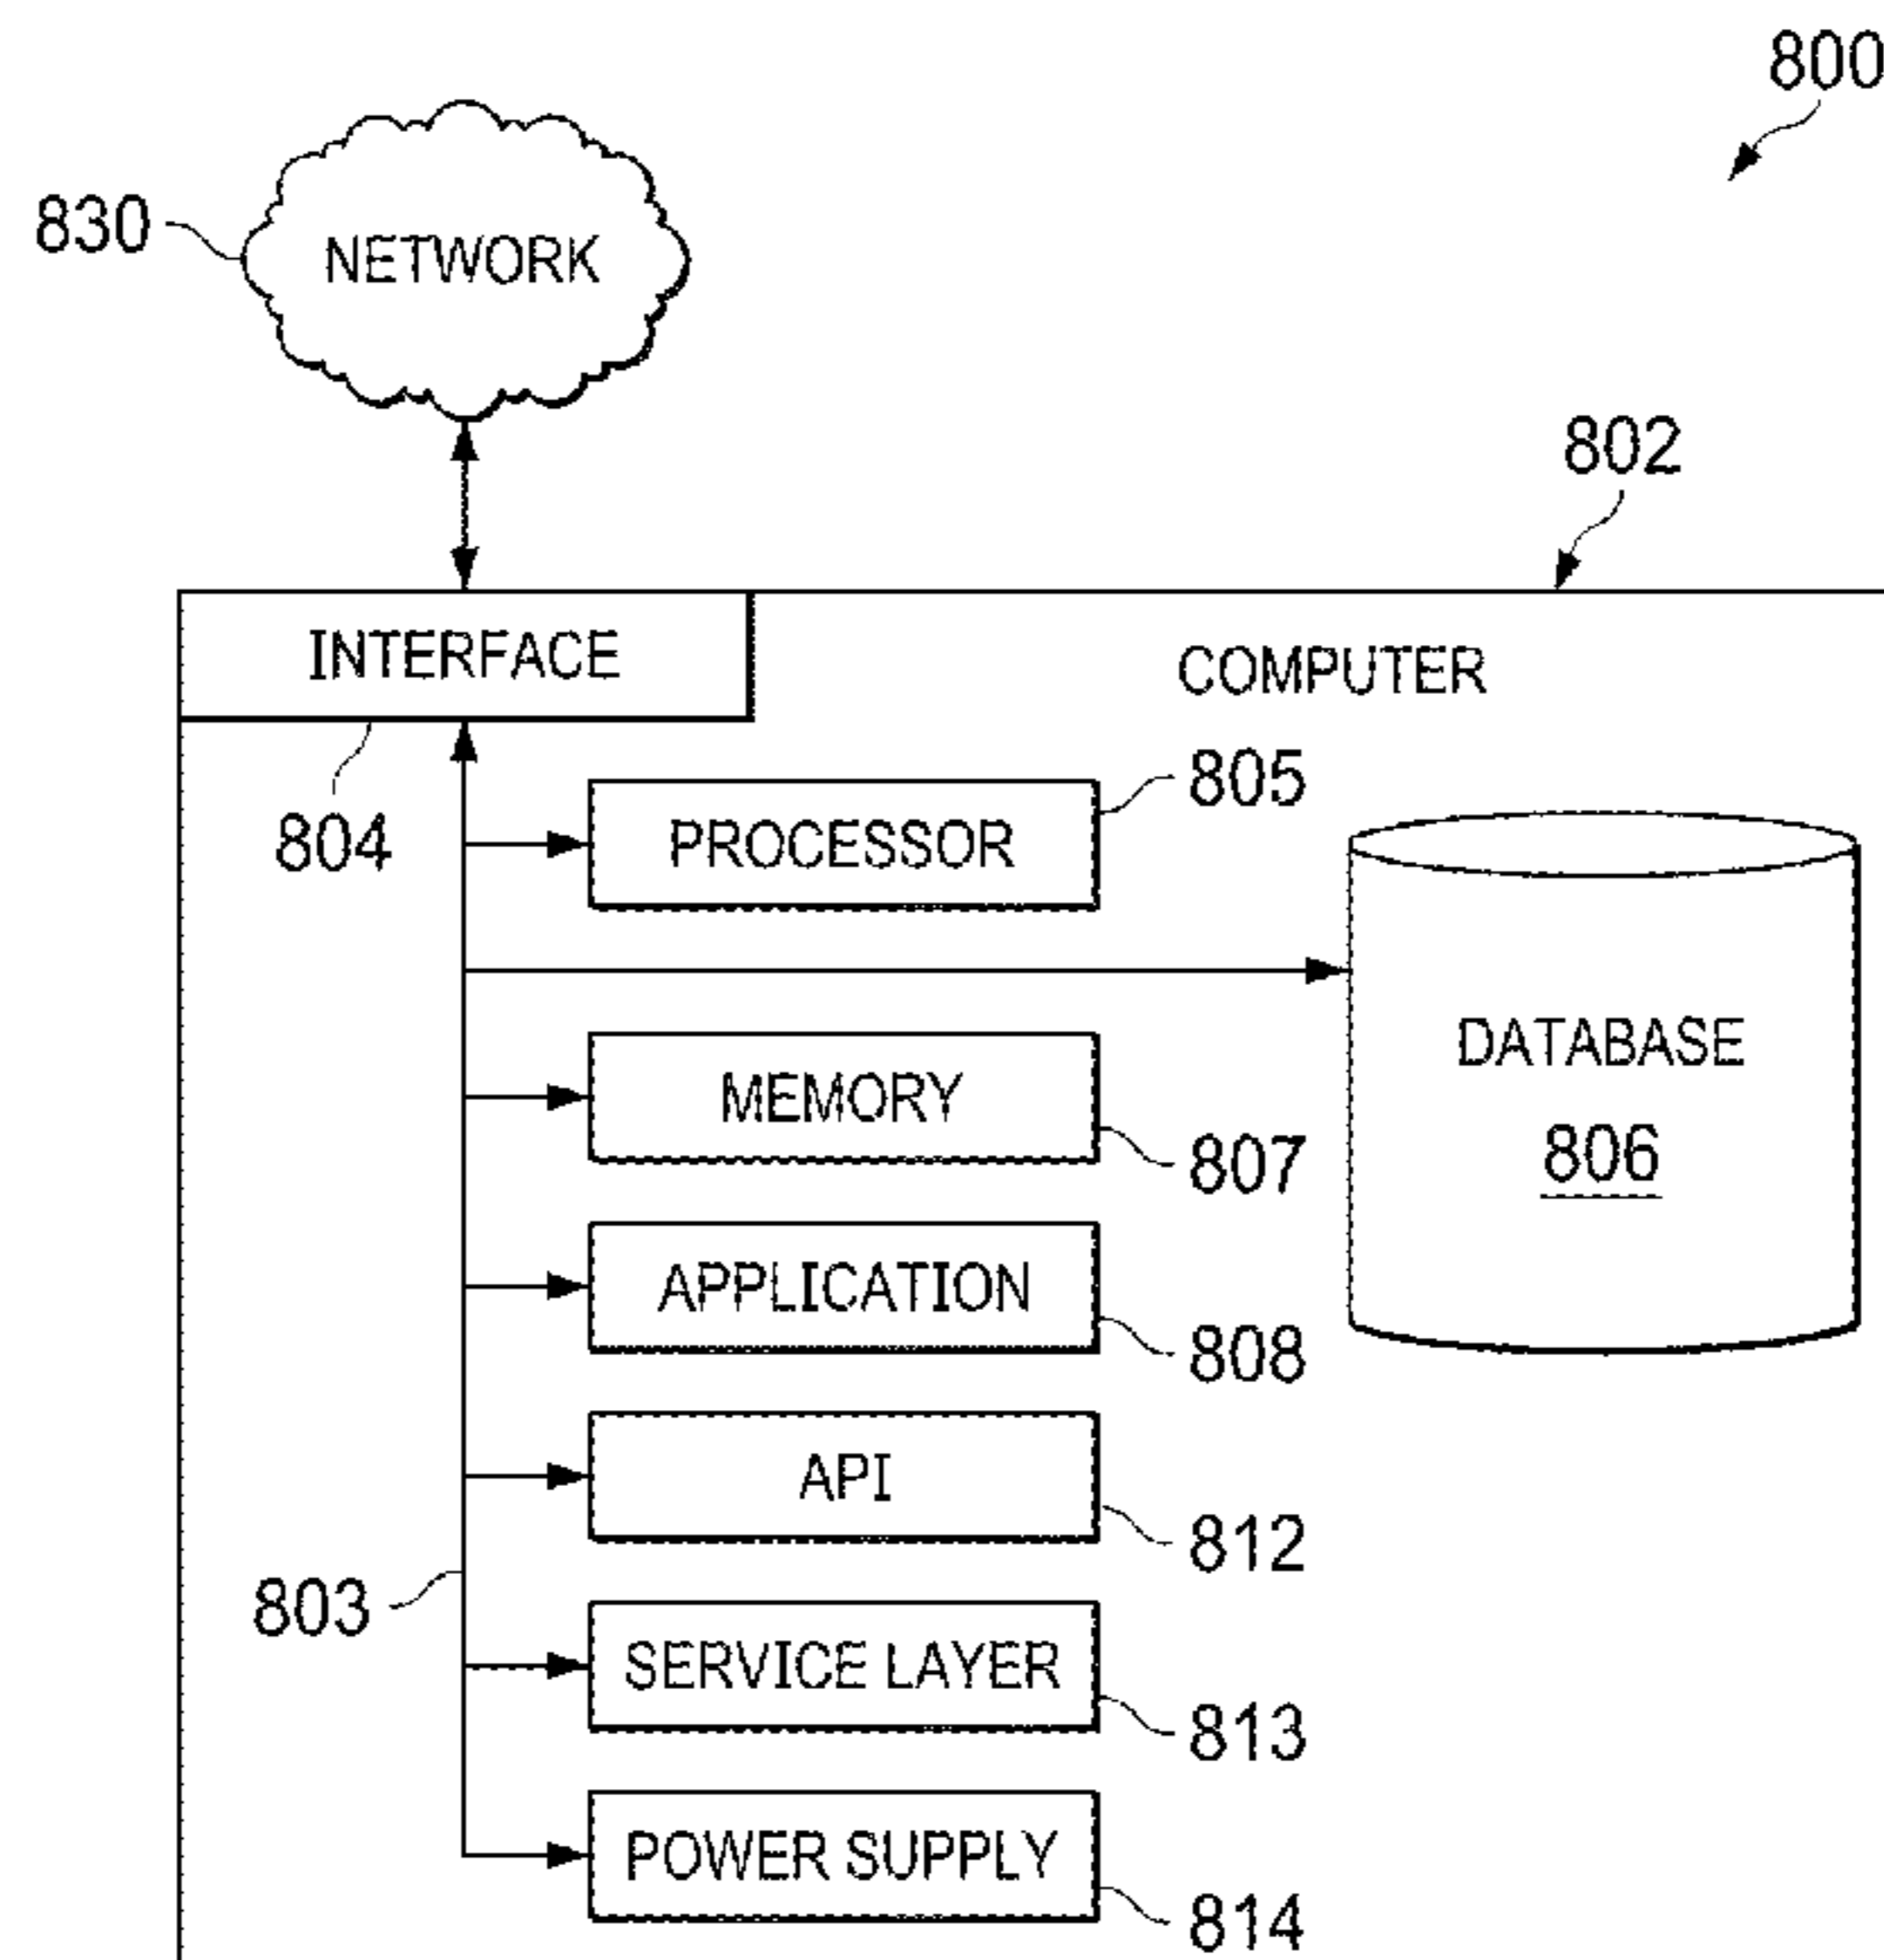 800
830
NETWORK
802
INTERFACE
COMPUTER
804
805
PROCESSOR
DATABASE
806
MEMORY
807
APPLICATION
808
API
812
803
SERVICE LAYER
813
POWER SUPPLY
814